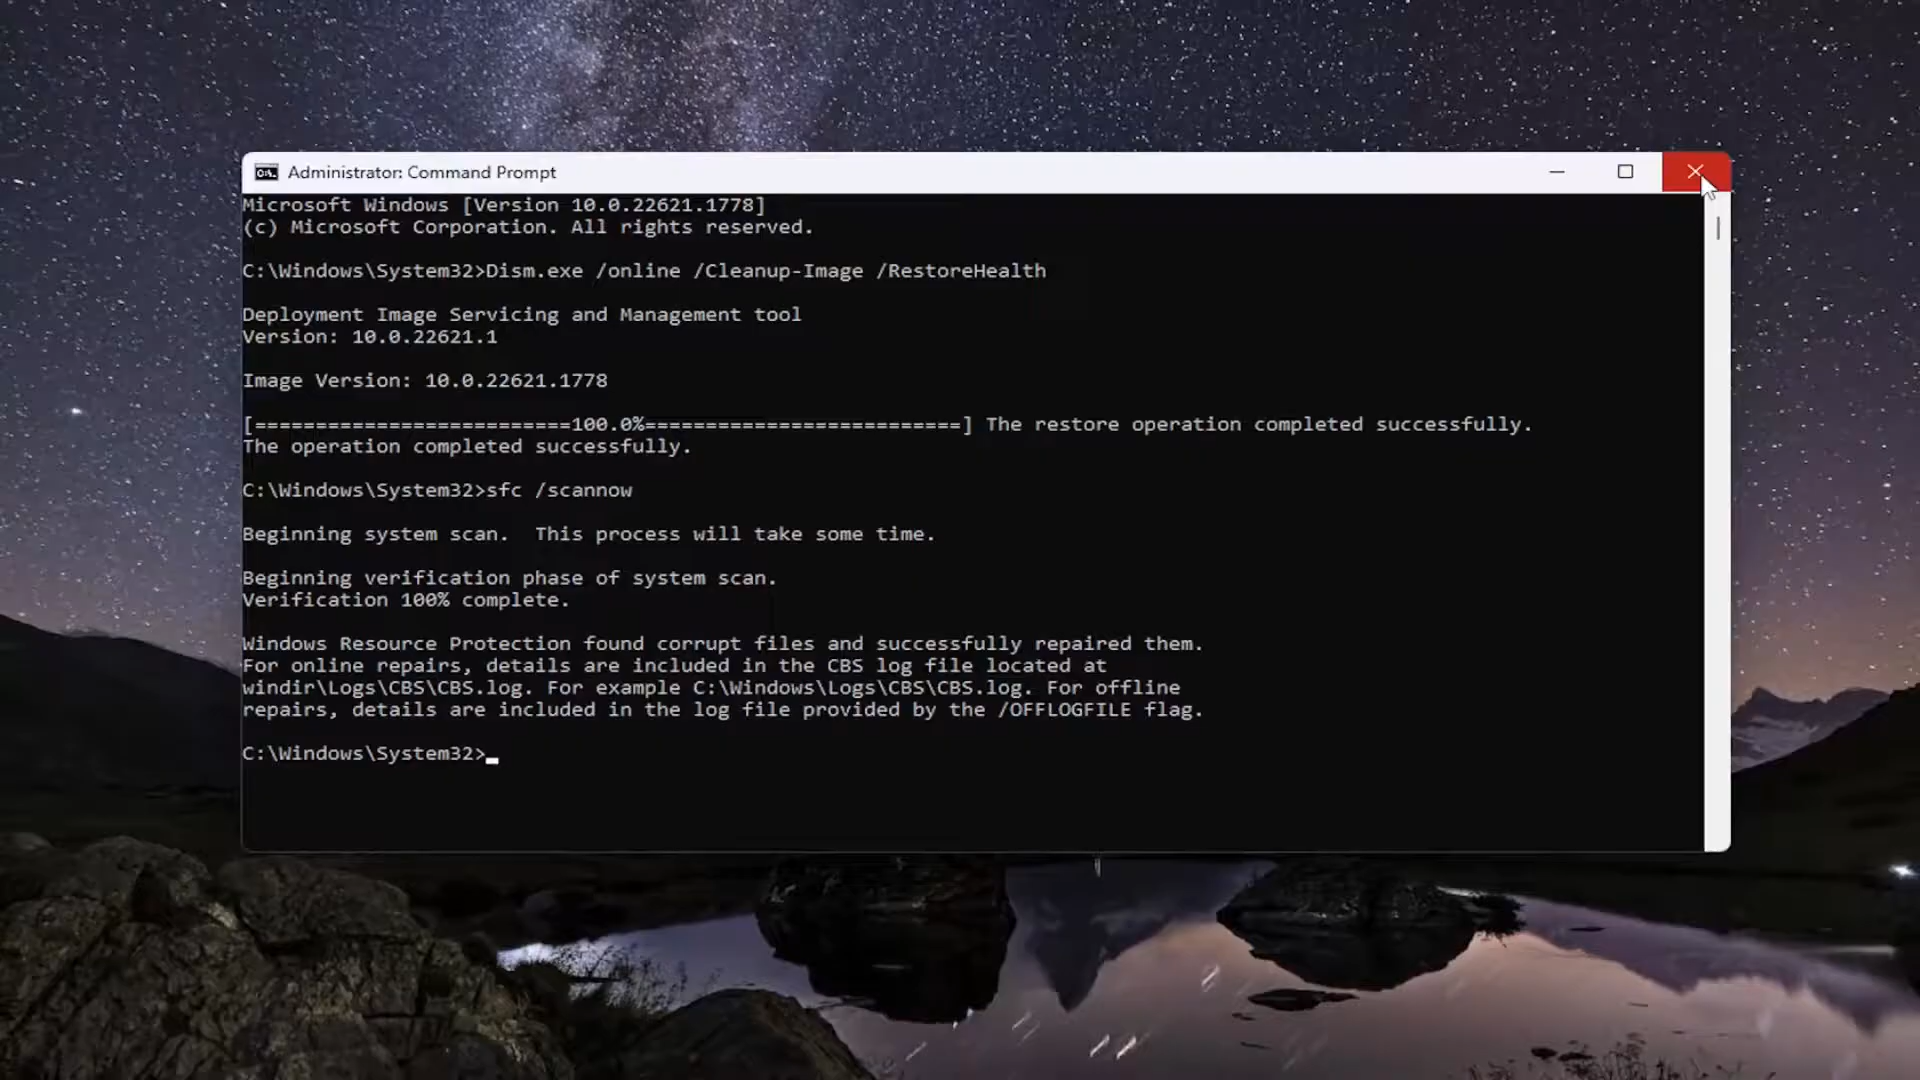 Administrator: Command Prompt
Microsoft Windows [Version 10.0.22621.1778]
(c) Microsoft Corporation. All rights reserved.
C:\Windows\System32>Dism.exe /online /Cleanup-Image /RestoreHealth
Deployment Image Servicing and Management tool
Version: 10.0.22621.1
Image Version: 10.0.22621.1778
[==========================100.0%==========================] The restore operation completed successfully.
The operation completed successfully.
C:\Windows\System32>sfc /scannow
Beginning system scan.  This process will take some time.
Beginning verification phase of system scan.
Verification 100% complete.
Windows Resource Protection found corrupt files and successfully repaired them.
For online repairs, details are included in the CBS log file located at
windir\Logs\CBS\CBS.log. For example C:\Windows\Logs\CBS\CBS.log. For offline
repairs, details are included in the log file provided by the /OFFLOGFILE flag.
C:\Windows\System32>